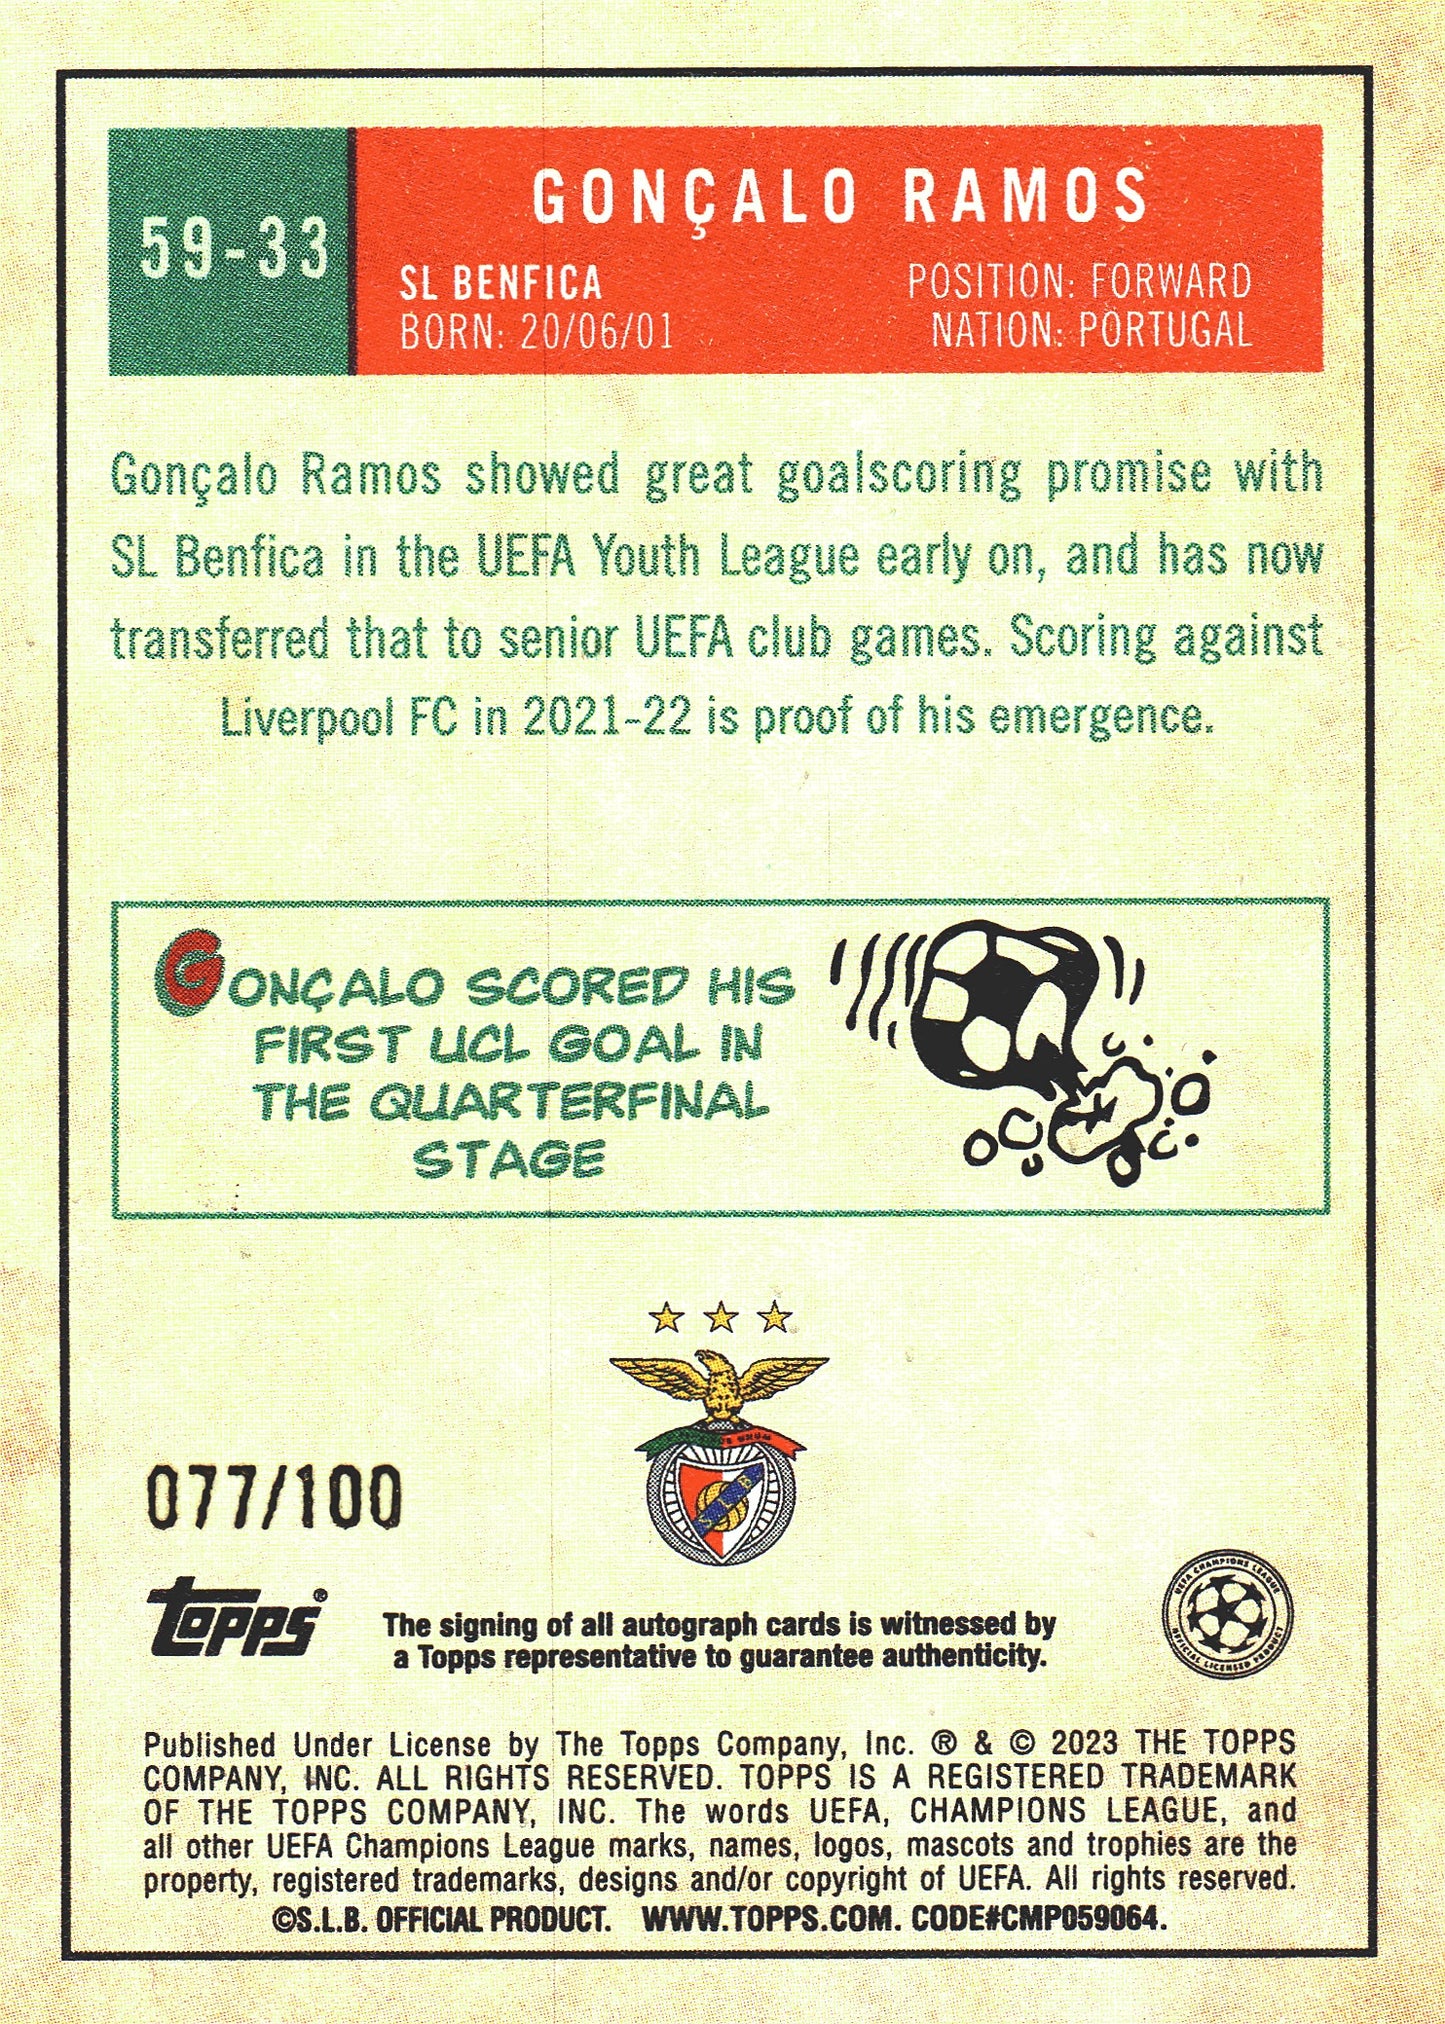 59-33
GONÇALO RAMOS
SL BENFICA
POSITION: FORWARD
BORN: 20/06/01
NATION: PORTUGAL
Gonçalo Ramos showed great goalscoring promise with
SL Benfica in the UEFA Youth League early on, and has now
transferred that to senior UEFA club games. Scoring against
Liverpool FC in 2021-22 is proof of his emergence.
GONÇALO SCORED HIS
FIRST UCL GOAL IN
THE QUARTERFINAL
STAGE
077/100
topps®
The signing of all autograph cards is witnessed by
a Topps representative to guarantee authenticity.
UEFA CHAMPIONS LEAGUE
OFFICIAL LICENSED PRODUCT
Published Under License by The Topps Company, Inc. ® & © 2023 THE TOPPS
COMPANY, INC. ALL RIGHTS RESERVED. TOPPS IS A REGISTERED TRADEMARK
OF THE TOPPS COMPANY, INC. The words UEFA, CHAMPIONS LEAGUE, and
all other UEFA Champions League marks, names, logos, mascots and trophies are the
property, registered trademarks, designs and/or copyright of UEFA. All rights reserved.
©S.L.B. OFFICIAL PRODUCT. WWW.TOPPS.COM. CODE#CMP059064.